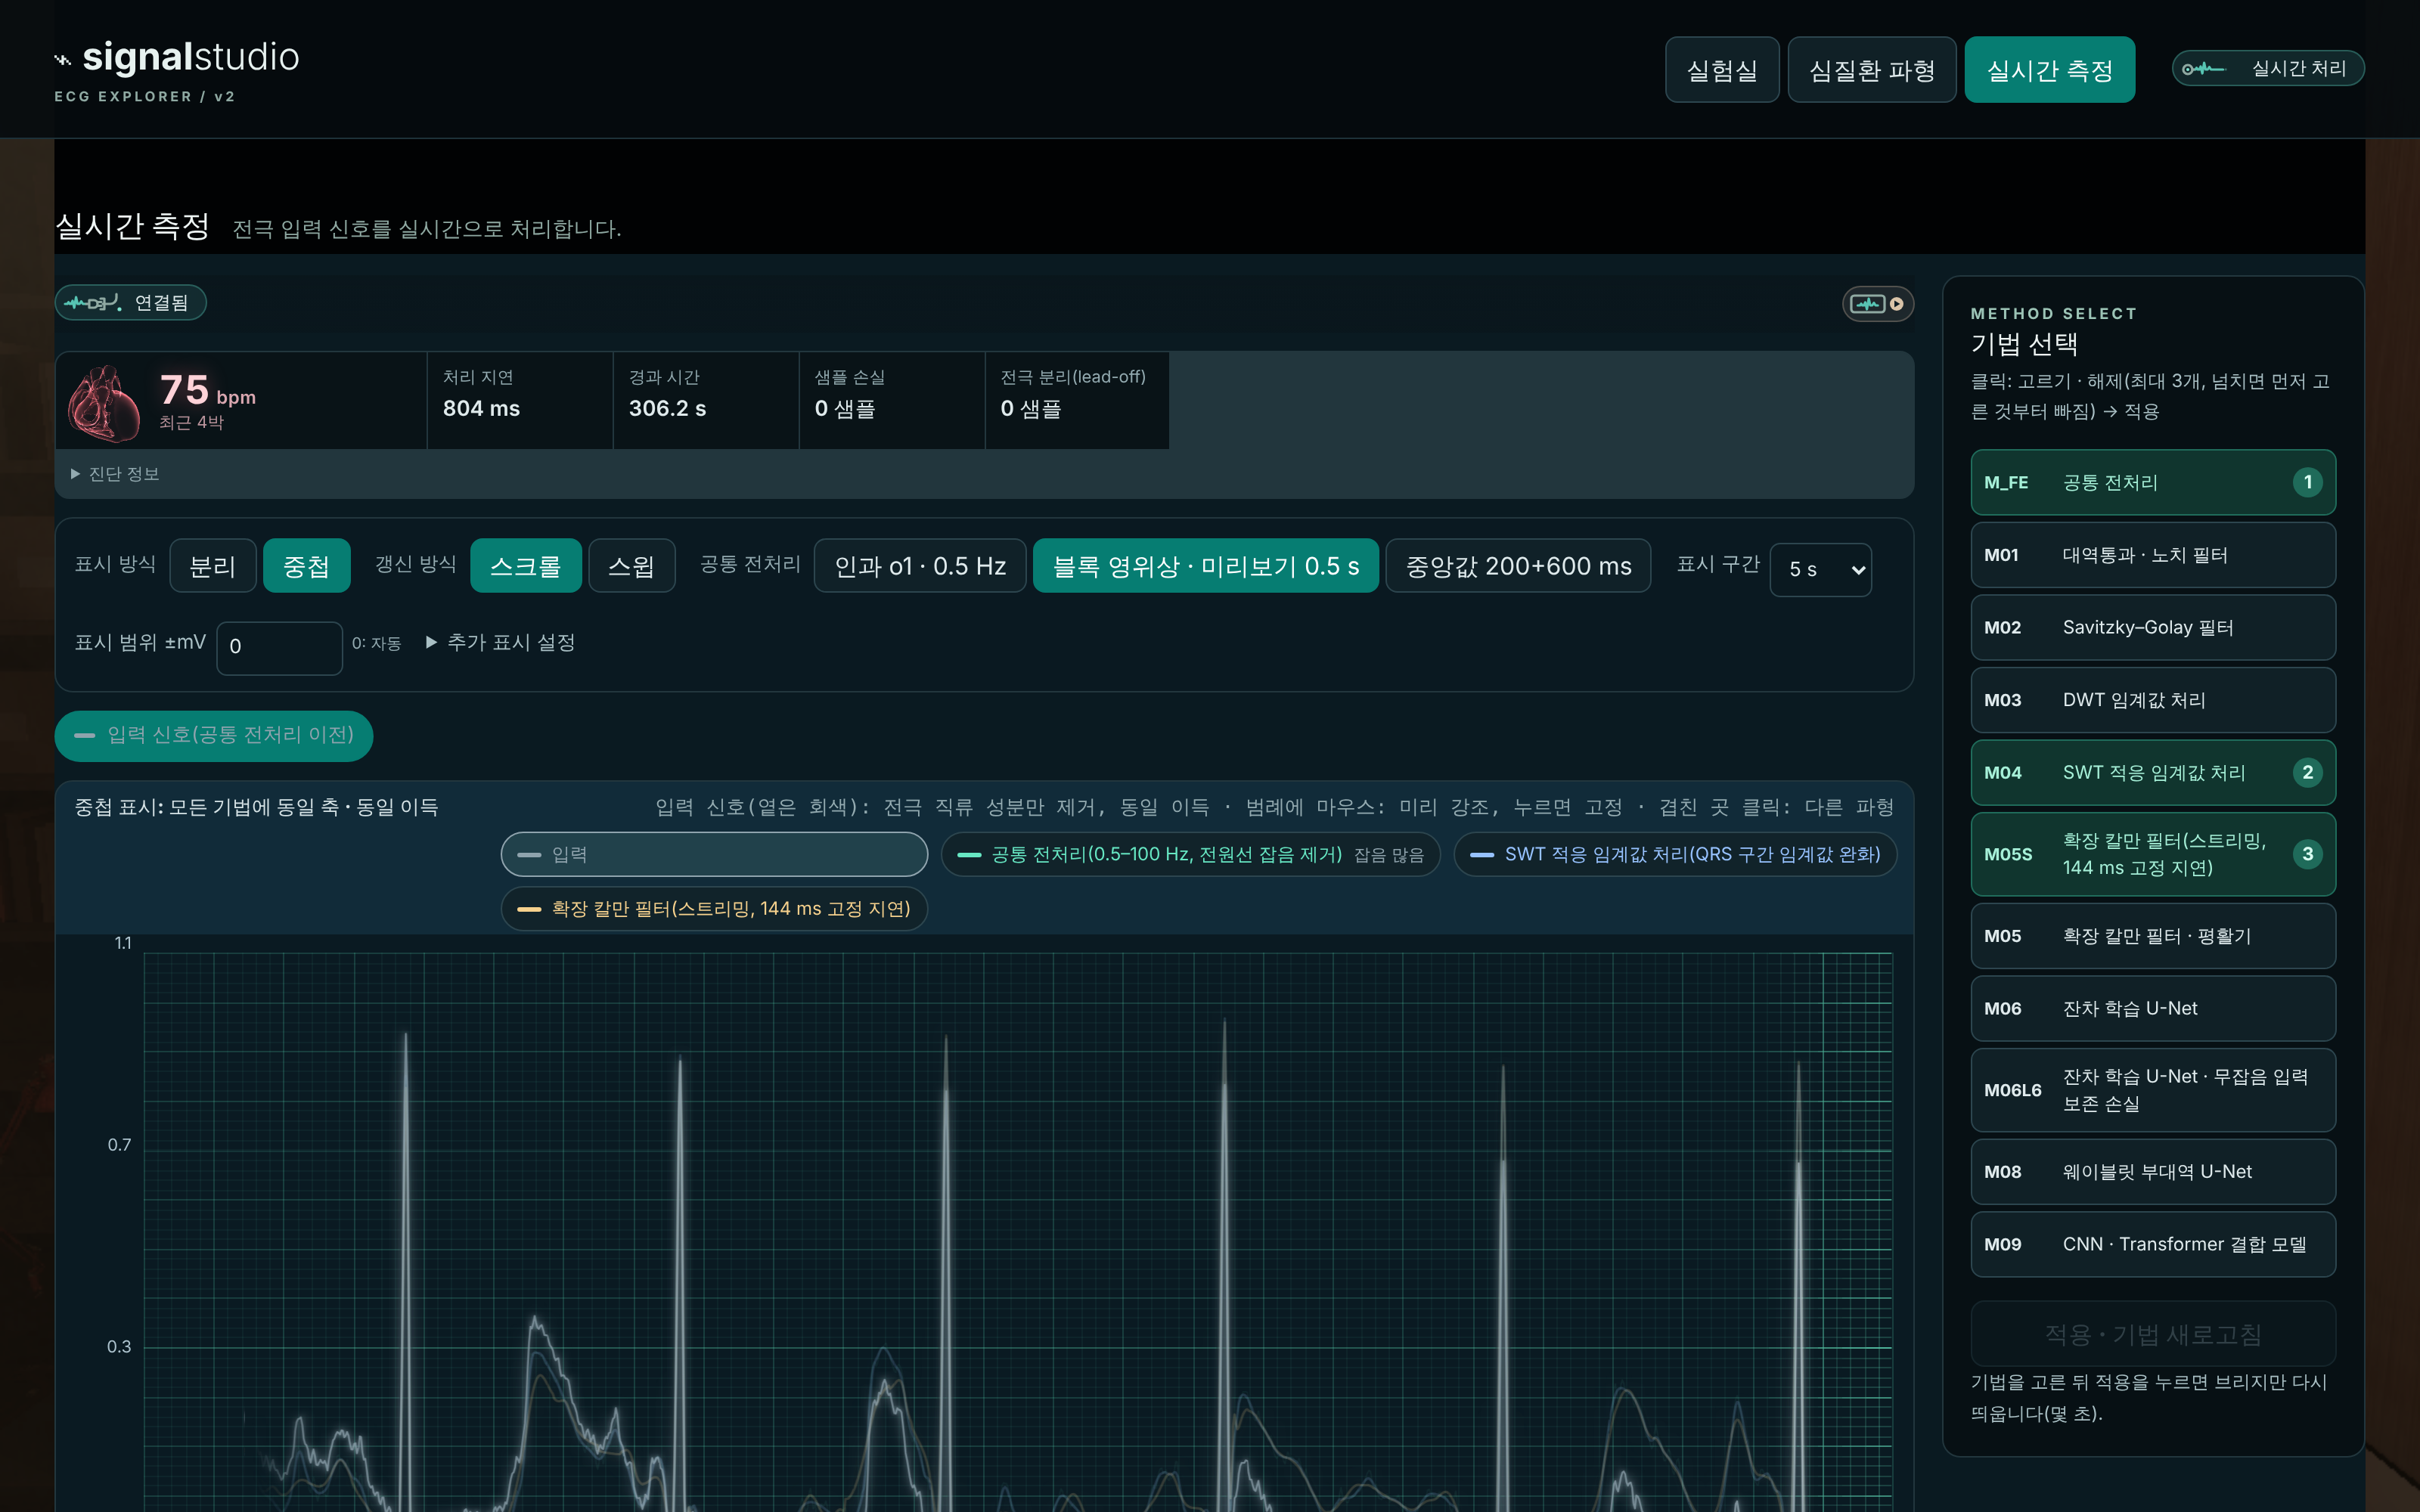 signalstudio
ECG EXPLORER / v2
실험실
심질환 파형
실시간 측정
실시간 처리
실시간 측정 전극 입력 신호를 실시간으로 처리합니다.
연결됨
75 bpm
최근 4박
처리 지연
804 ms
경과 시간
306.2 s
샘플 손실
0 샘플
전극 분리(lead-off)
0 샘플
진단 정보
표시 방식 분리 중첩 갱신 방식 스크롤 스윕 공통 전처리 인과 o1 · 0.5 Hz 블록 영위상 · 미리보기 0.5 s 중앙값 200+600 ms 표시 구간 5 s
표시 범위 ±mV 0 0: 자동 추가 표시 설정
입력 신호(공통 전처리 이전)
중첩 표시: 모든 기법에 동일 축 · 동일 이득
입력 신호(옅은 회색): 전극 직류 성분만 제거, 동일 이득 · 범례에 마우스: 미리 강조, 누르면 고정 · 겹친 곳 클릭: 다른 파형
입력
공통 전처리(0.5–100 Hz, 전원선 잡음 제거) 잡음 많음
SWT 적응 임계값 처리(QRS 구간 임계값 완화)
확장 칼만 필터(스트리밍, 144 ms 고정 지연)
1.1
0.7
0.3
METHOD SELECT
기법 선택
클릭: 고르기 · 해제(최대 3개, 넘치면 먼저 고
른 것부터 빠짐) → 적용
M_FE 공통 전처리 1
M01 대역통과 · 노치 필터
M02 Savitzky–Golay 필터
M03 DWT 임계값 처리
M04 SWT 적응 임계값 처리 2
M05S 확장 칼만 필터(스트리밍,
144 ms 고정 지연) 3
M05 확장 칼만 필터 · 평활기
M06 잔차 학습 U-Net
M06L6 잔차 학습 U-Net · 무잡음 입력
보존 손실
M08 웨이블릿 부대역 U-Net
M09 CNN · Transformer 결합 모델
적용 · 기법 새로고침
기법을 고른 뒤 적용을 누르면 브리지만 다시
띄웁니다(몇 초).